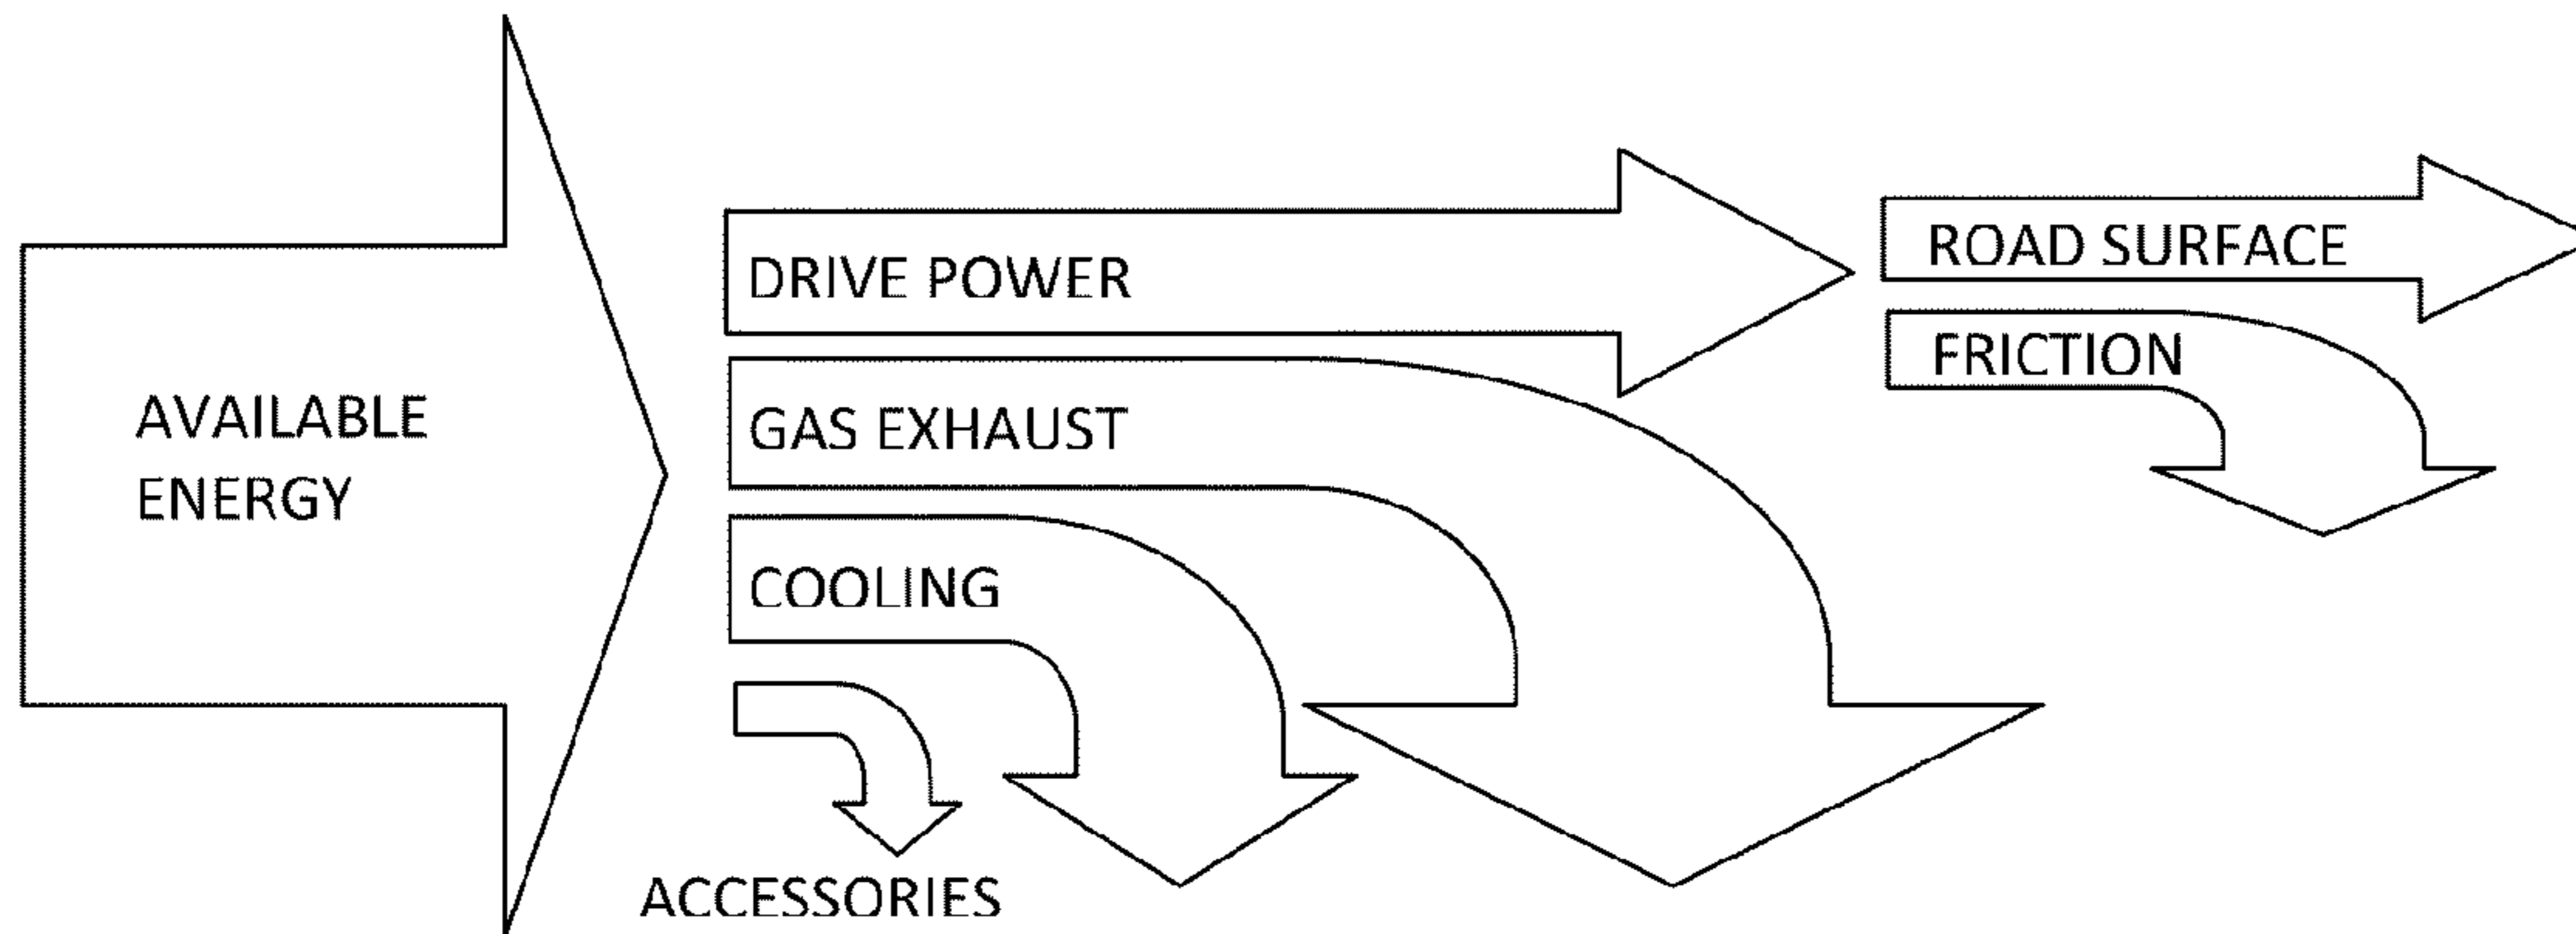 AVAILABLE
ENERGY
DRIVE POWER
GAS EXHAUST
COOLING
ACCESSORIES
ROAD SURFACE
FRICTION